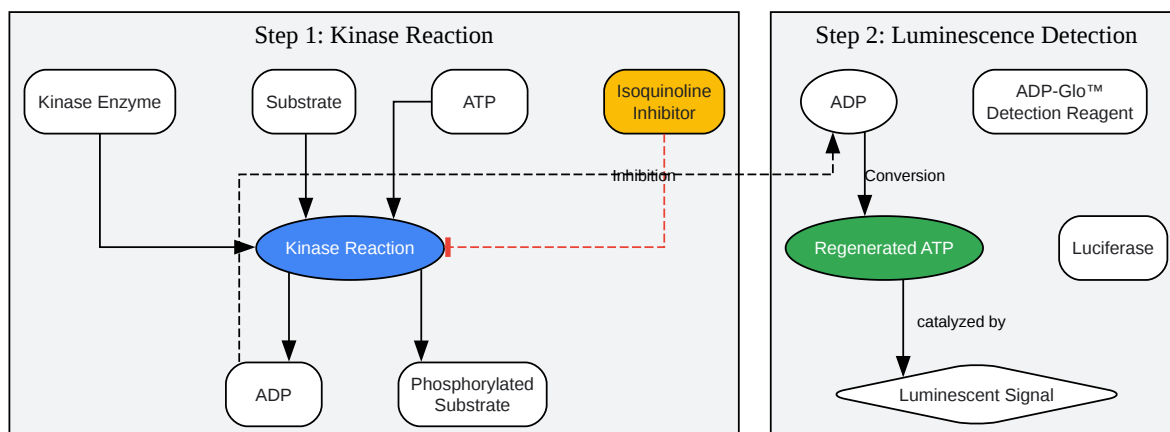 Step 1: Kinase Reaction
Kinase Enzyme
Substrate
ATP
Isoquinoline
Inhibitor
Inhibition
Kinase Reaction
ADP
Phosphorylated
Substrate
Step 2: Luminescence Detection
ADP
ADP-Glo™
Detection Reagent
Conversion
Regenerated ATP
Luciferase
catalyzed by
Luminescent Signal